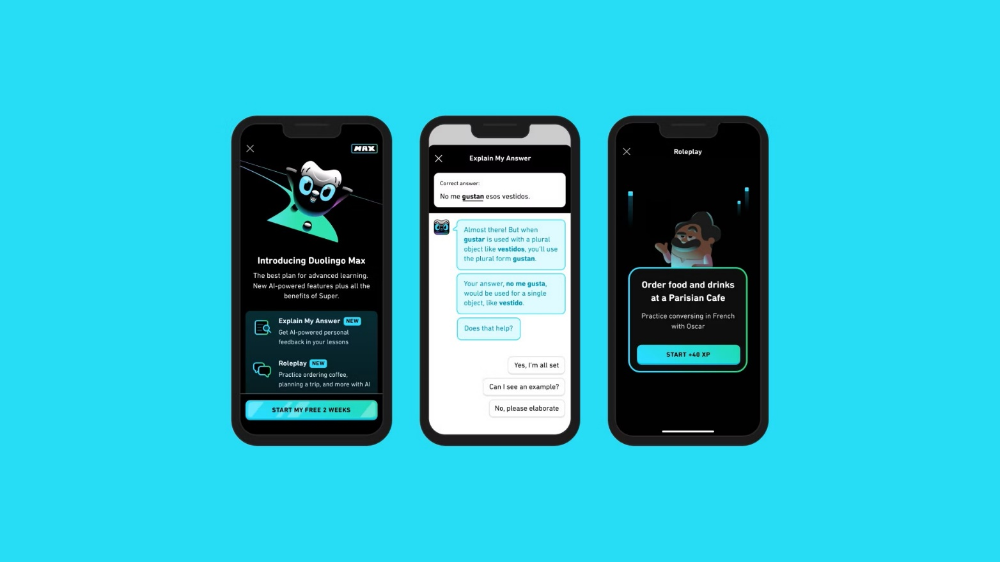 MAX
Introducing Duolingo Max
The best plan for advanced learning.
New AI-powered features plus all the
benefits of Super.
Explain My Answer NEW
Get AI-powered personal
feedback in your lessons
Roleplay NEW
Practice ordering coffee,
planning a trip, and more with AI
START MY FREE 2 WEEKS
Explain My Answer
Correct answer:
No me gustan esos vestidos.
Almost there! But when
gustar is used with a plural
object like vestidos, you'll use
the plural form gustan.
Your answer, no me gusta,
would be used for a single
object, like vestido.
Does that help?
Yes, I'm all set
Can I see an example?
No, please elaborate
Roleplay
Order food and drinks
at a Parisian Cafe
Practice conversing in French
with Oscar
START +40 XP